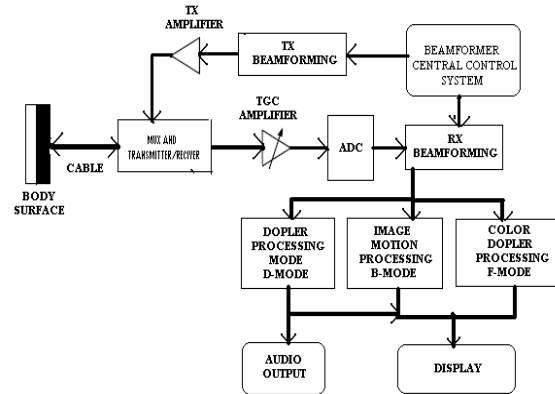 TX
AMPLIFIER
TX
BEAMFORMING
BEAMFORMER
CENTRAL CONTROL
SYSTEM
TGC
AMPLIFIER
MUX AND
TRANSMITTER/RECIVER
ADC
RX
BEAMFORMING
CABLE
BODY
SURFACE
DOPLER
PROCESSING
MODE
D-MODE
IMAGE
MOTION
PROCESSING
B-MODE
COLOR
DOPLER
PROCESSING
F-MODE
AUDIO
OUTPUT
DISPLAY